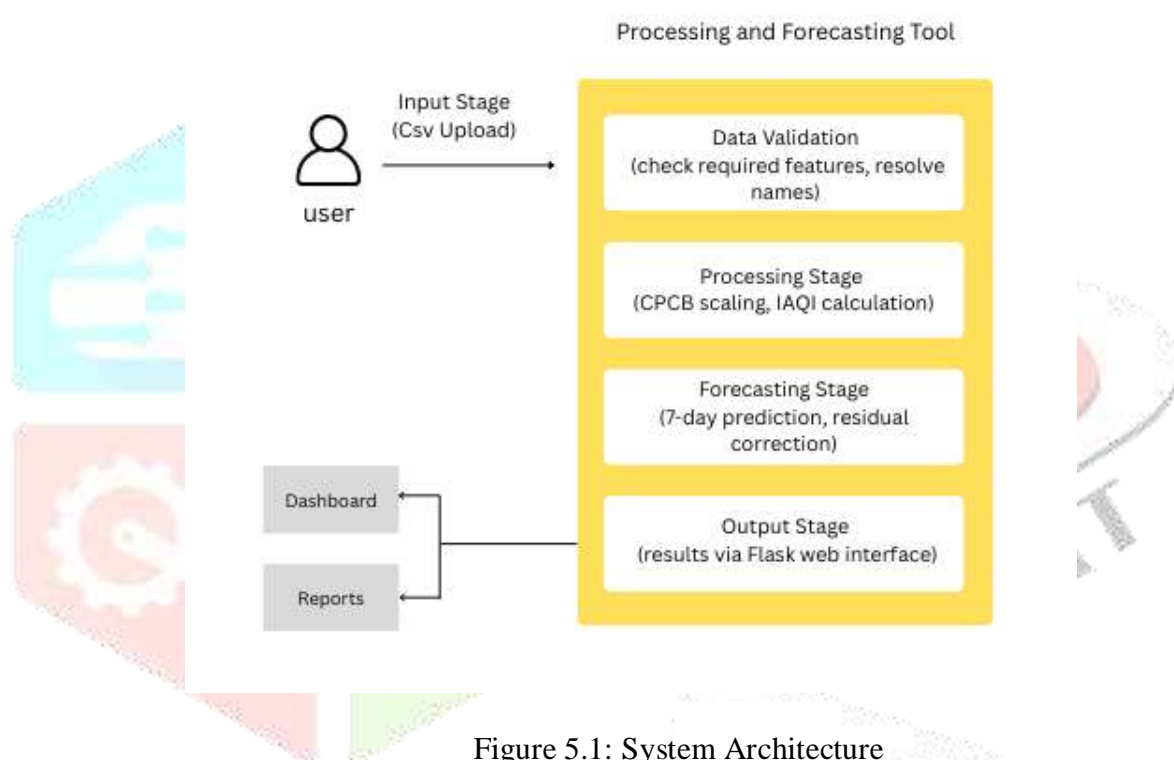 Processing and Forecasting Tool
Input Stage
(Csv Upload)
user
Data Validation
(check required features, resolve
names)
Processing Stage
(CPCB scaling, IAQI calculation)
Forecasting Stage
(7-day prediction, residual
correction)
Output Stage
(results via Flask web interface)
Dashboard
Reports
Figure 5.1: System Architecture